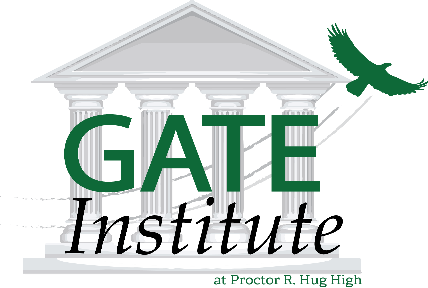 GATE
Institute
at Proctor R. Hug High